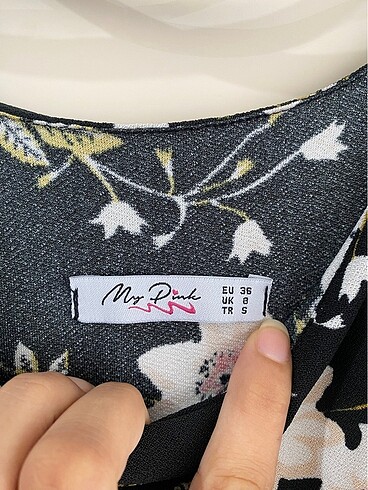 My Pink
EU 36
UK 8
TR S